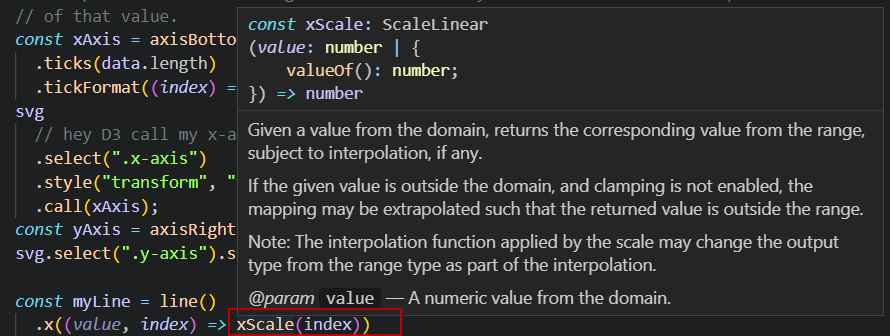 // of that value.
const xAxis = axisBotto
.ticks(data.length)
.tickFormat((index) =
svg
// hey D3 call my x-a
.select(".x-axis")
.style("transform", "
.call(xAxis);
const yAxis = axisRight
svg.select(".y-axis").s
const myLine = line()
.x((value, index) => xScale(index))
const xScale: ScaleLinear
(value: number | {
valueOf(): number;
}) => number
Given a value from the domain, returns the corresponding value from the range,
subject to interpolation, if any.
If the given value is outside the domain, and clamping is not enabled, the
mapping may be extrapolated such that the returned value is outside the range.
Note: The interpolation function applied by the scale may change the output
type from the range type as part of the interpolation.
@param value — A numeric value from the domain.